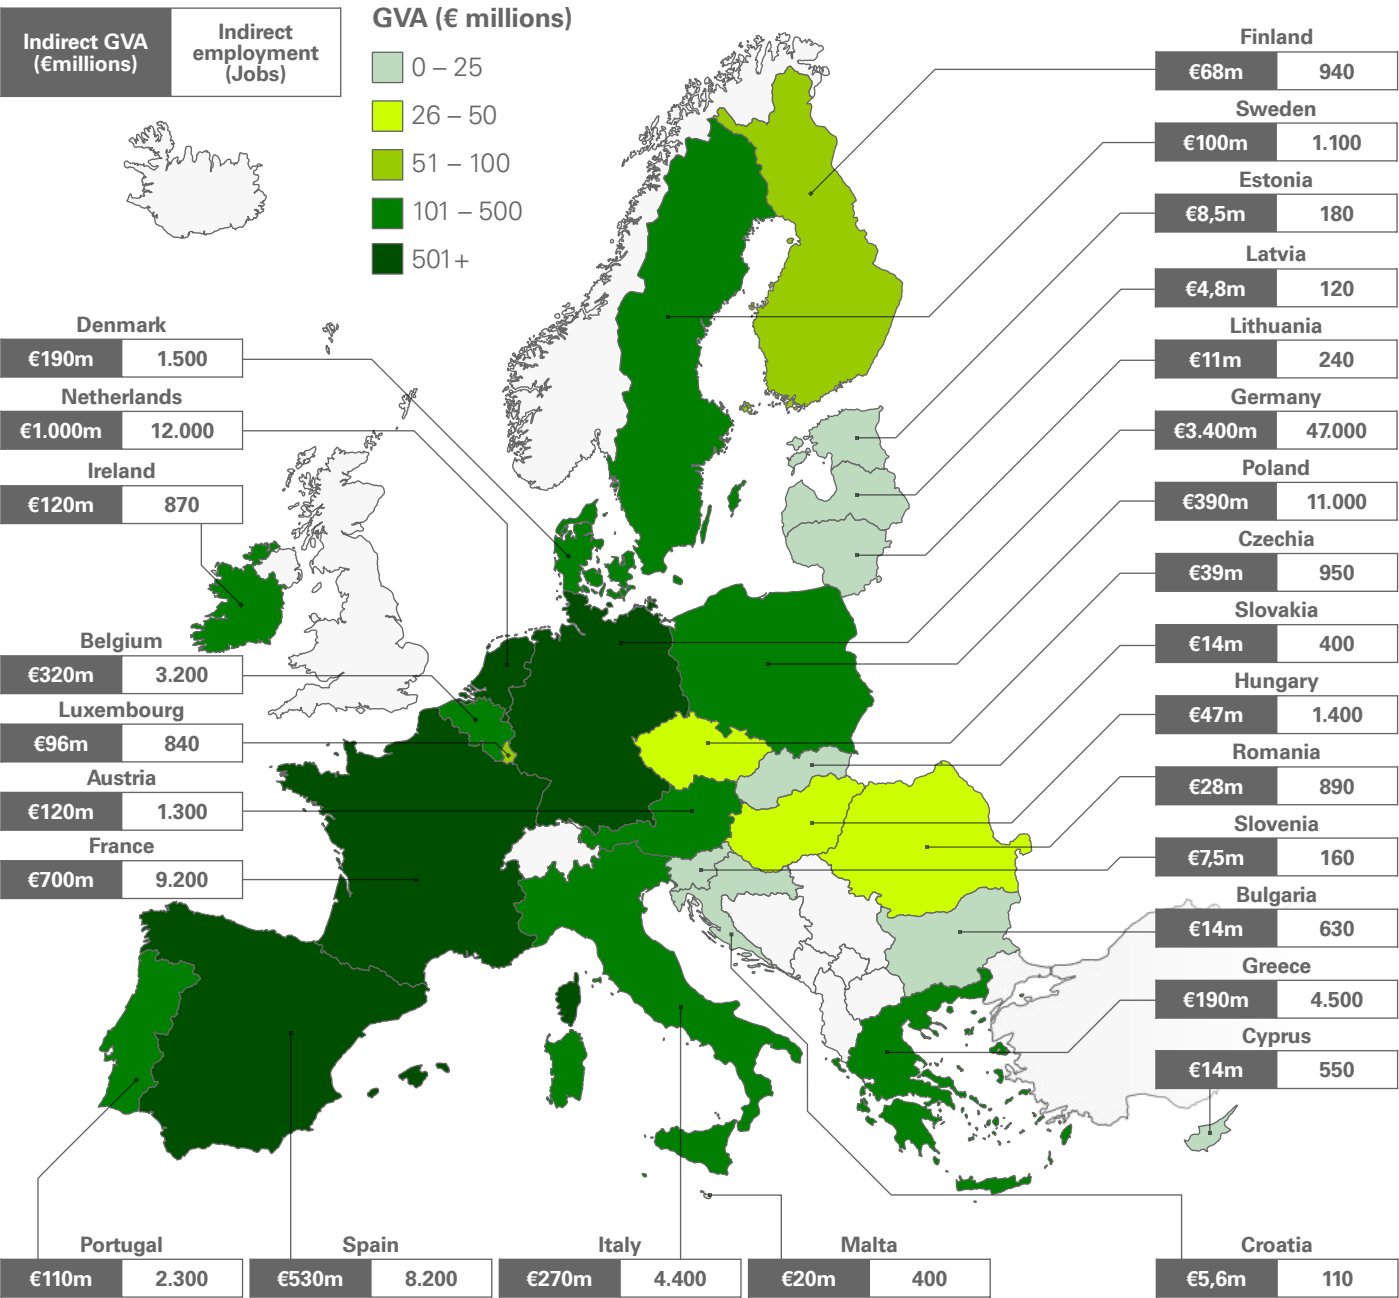 Indirect GVA
(€millions)
Indirect
employment
(Jobs)
GVA (€ millions)
0 – 25
26 – 50
51 – 100
101 – 500
501+
Finland
€68m 940
Sweden
€100m 1.100
Estonia
€8,5m 180
Latvia
€4,8m 120
Lithuania
€11m 240
Germany
€3.400m 47.000
Poland
€390m 11.000
Czechia
€39m 950
Slovakia
€14m 400
Hungary
€47m 1.400
Romania
€28m 890
Slovenia
€7,5m 160
Bulgaria
€14m 630
Greece
€190m 4.500
Cyprus
€14m 550
Denmark
€190m 1.500
Netherlands
€1.000m 12.000
Ireland
€120m 870
Belgium
€320m 3.200
Luxembourg
€96m 840
Austria
€120m 1.300
France
€700m 9.200
Portugal
€110m 2.300
Spain
€530m 8.200
Italy
€270m 4.400
Malta
€20m 400
Croatia
€5,6m 110